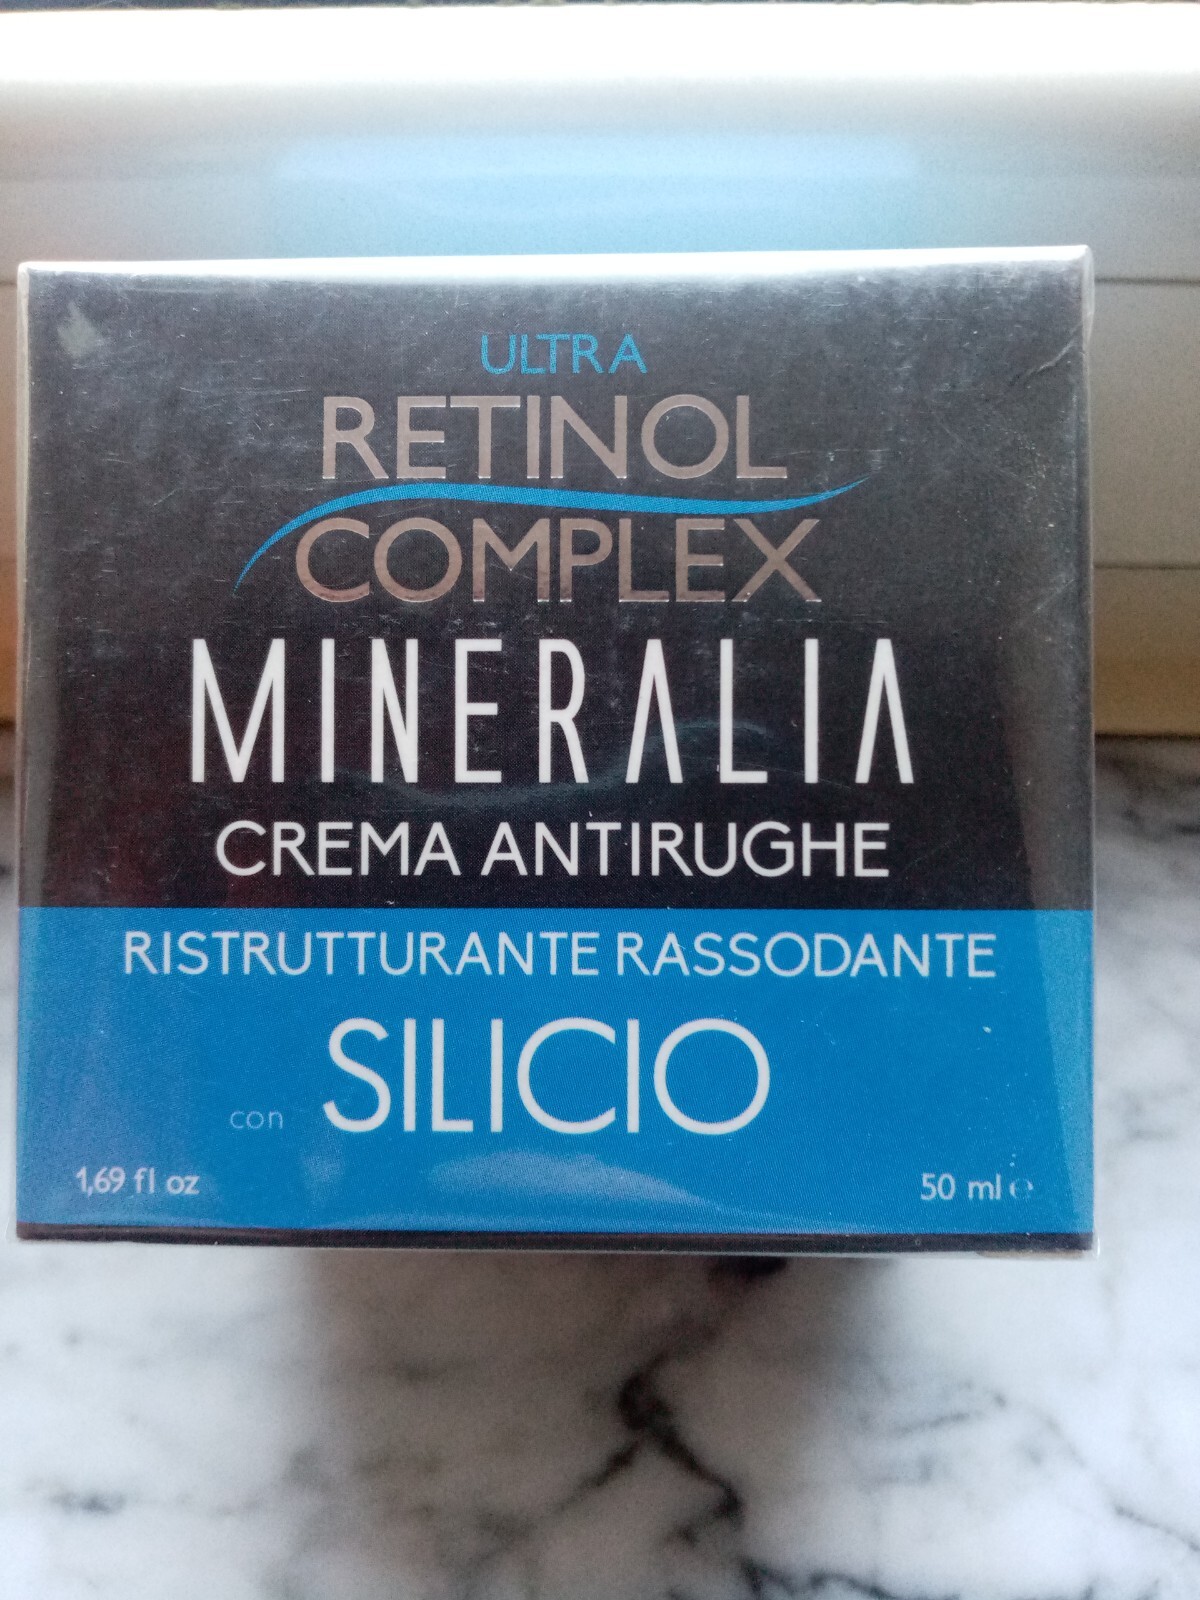 ULTRA
RETINOL
COMPLEX
MINERALIA
CREMA ANTIRUGHE
RISTRUTTURANTE RASSODANTE
con SILICIO
1,69 fl oz
50 ml ℮